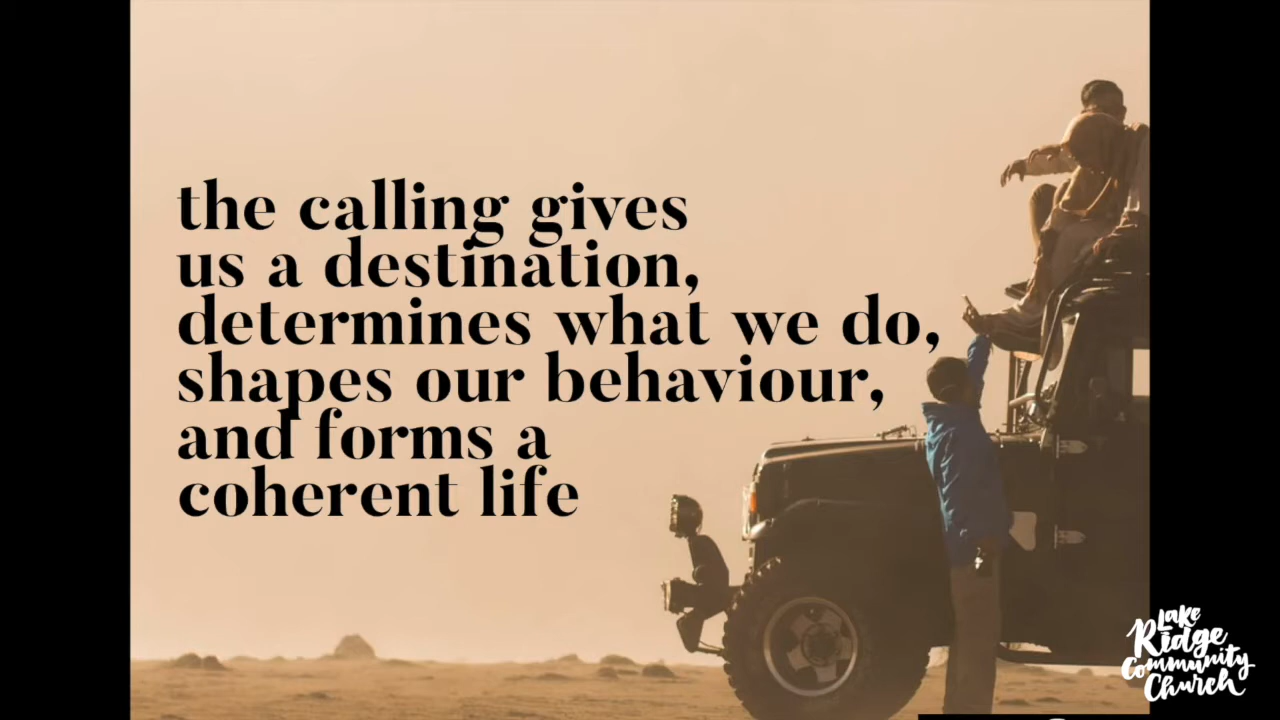 the calling gives
us a destination,
determines what we do,
shapes our behaviour,
and forms a
coherent life
Lake
Ridge
Community
Church